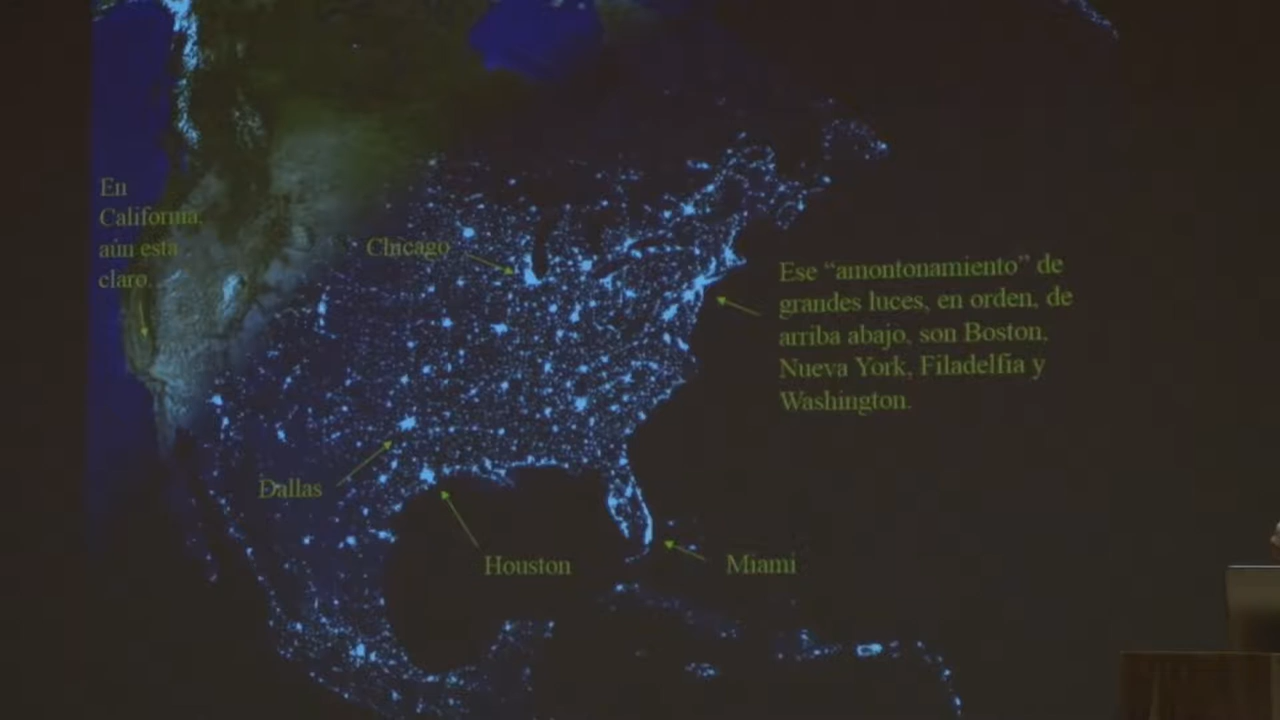 En
California,
aún esta
claro.
Chicago
Ese “amontonamiento” de
grandes luces, en orden, de
arriba abajo, son Boston,
Nueva York, Filadelfia y
Washington.
Dallas
Houston
Miami